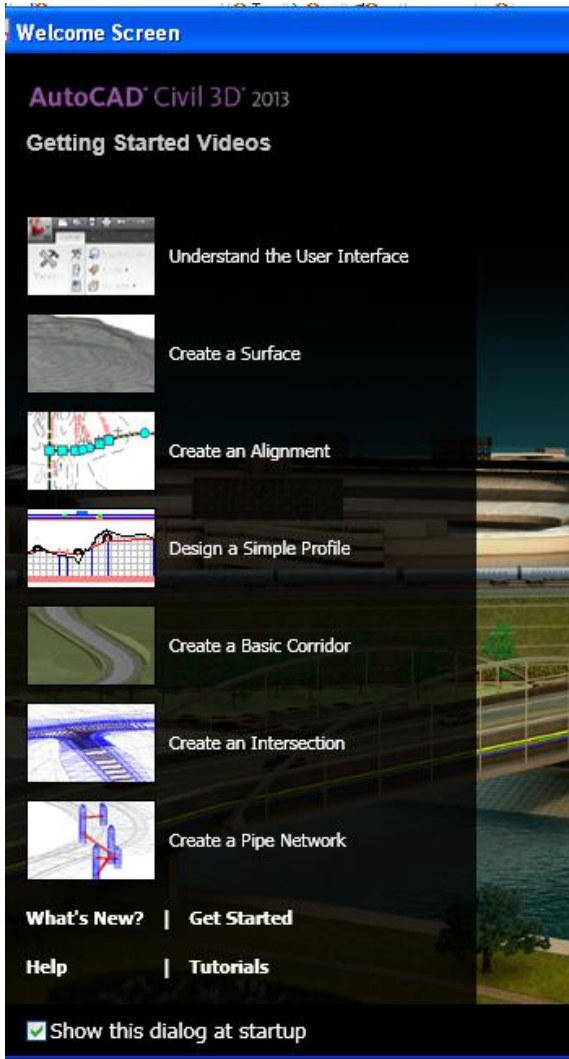 Welcome Screen
AutoCAD® Civil 3D® 2013
Getting Started Videos
Understand the User Interface
Create a Surface
Create an Alignment
Design a Simple Profile
Create a Basic Corridor
Create an Intersection
Create a Pipe Network
What's New? | Get Started
Help | Tutorials
Show this dialog at startup